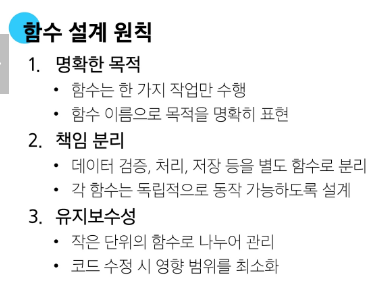 함수 설계 원칙
1. 명확한 목적
• 함수는 한 가지 작업만 수행
• 함수 이름으로 목적을 명확히 표현
2. 책임 분리
• 데이터 검증, 처리, 저장 등을 별도 함수로 분리
• 각 함수는 독립적으로 동작 가능하도록 설계
3. 유지보수성
• 작은 단위의 함수로 나누어 관리
• 코드 수정 시 영향 범위를 최소화